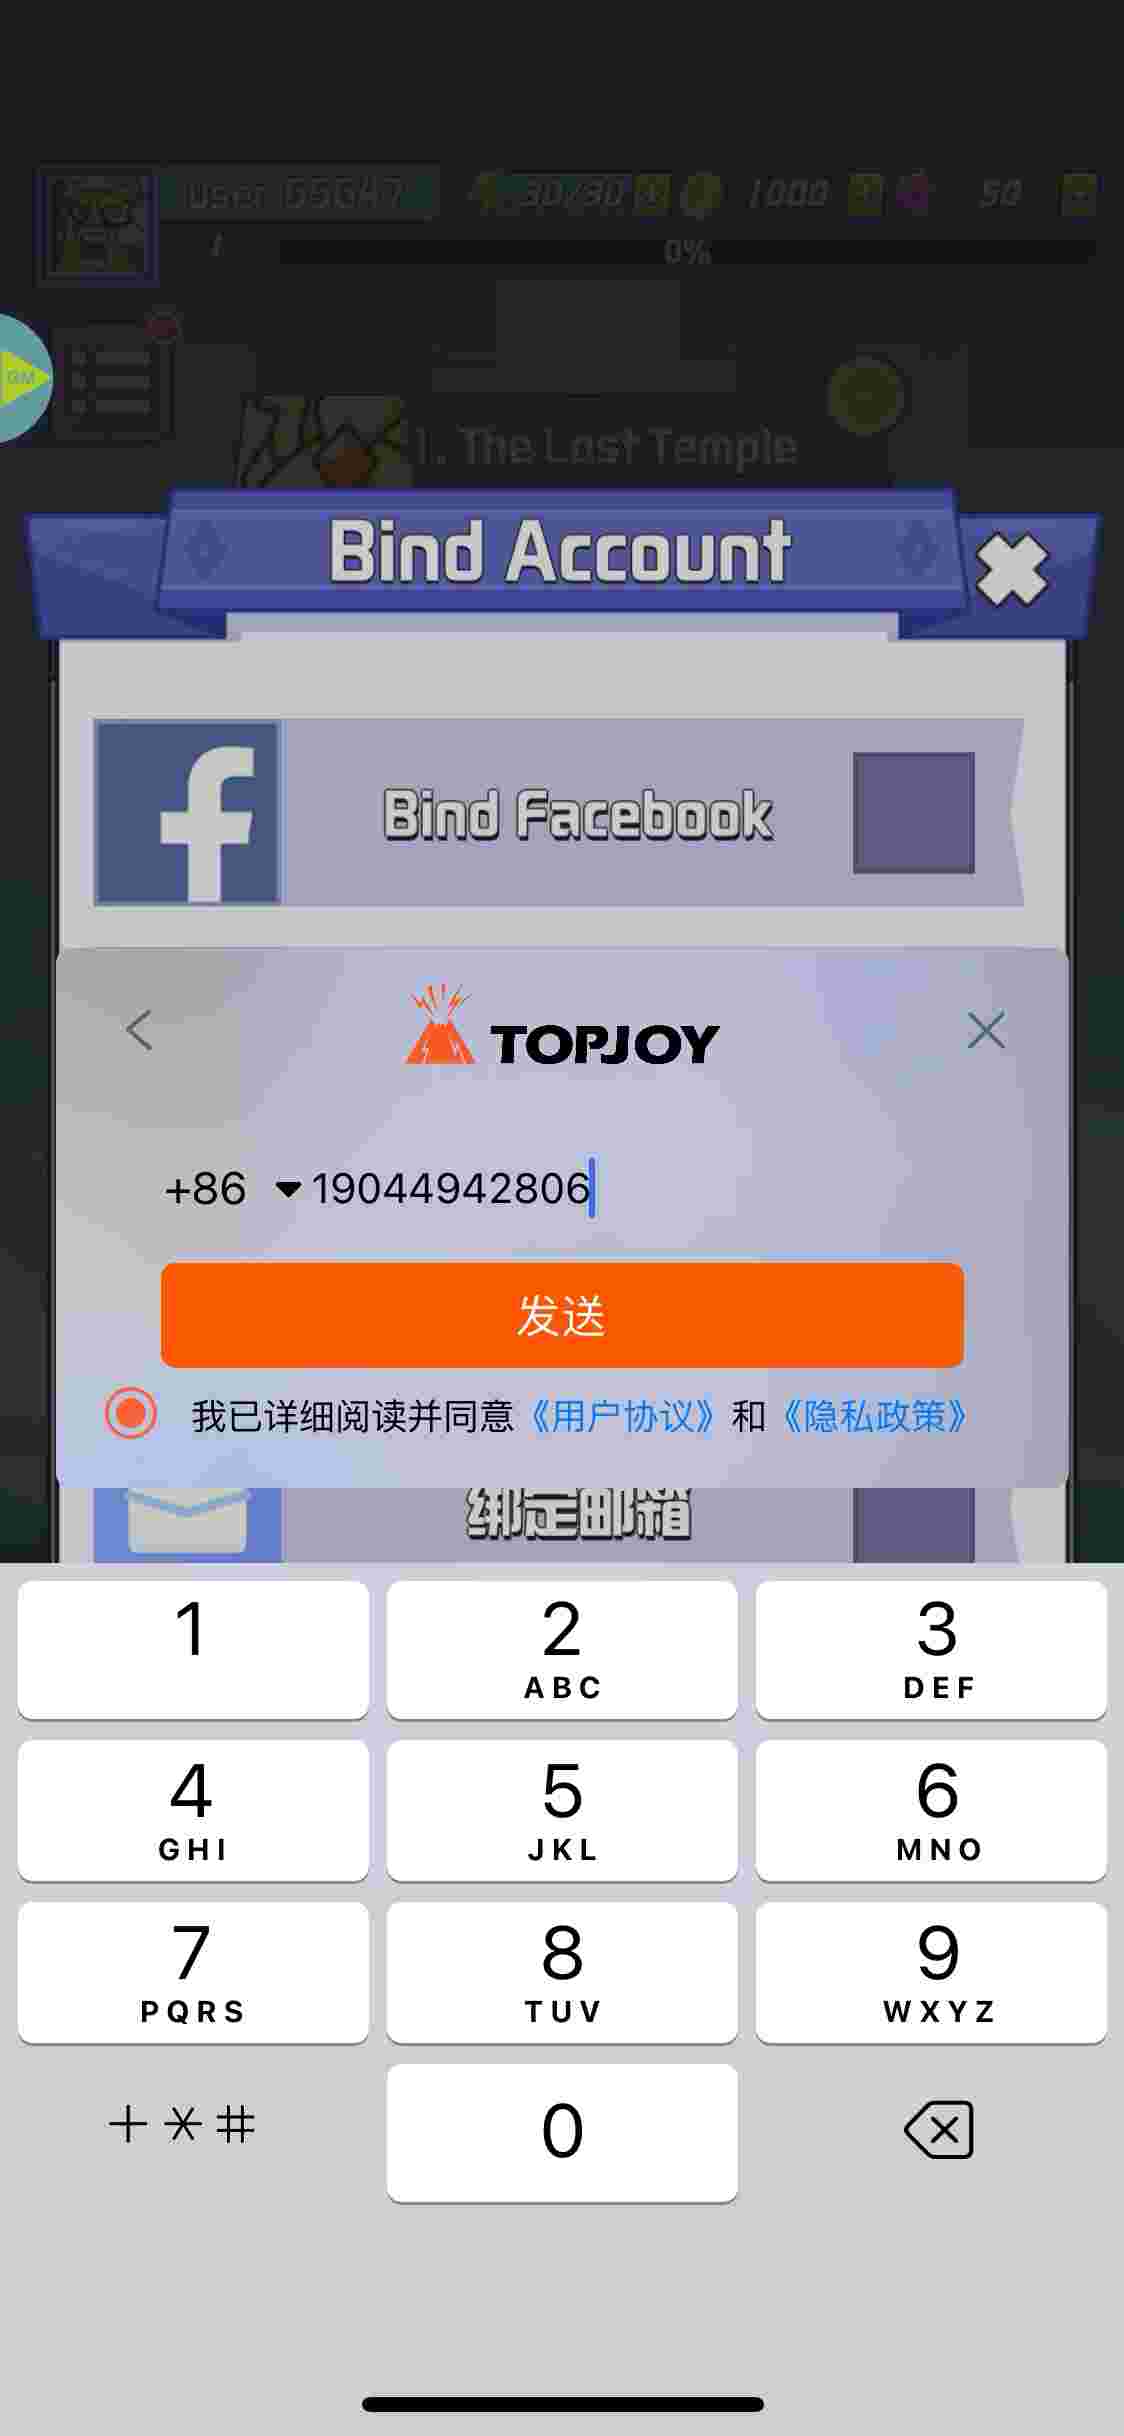 30/30
1000
50
1
0%
GM
1. The Lost Temple
Bind Account
Bind Facebook
TOPJOY
+86 19044942806
发送
我已详细阅读并同意《用户协议》和《隐私政策》
绑定邮箱
1
2
ABC
3
DEF
4
GHI
5
JKL
6
MNO
7
PQRS
8
TUV
9
WXYZ
+*#
0